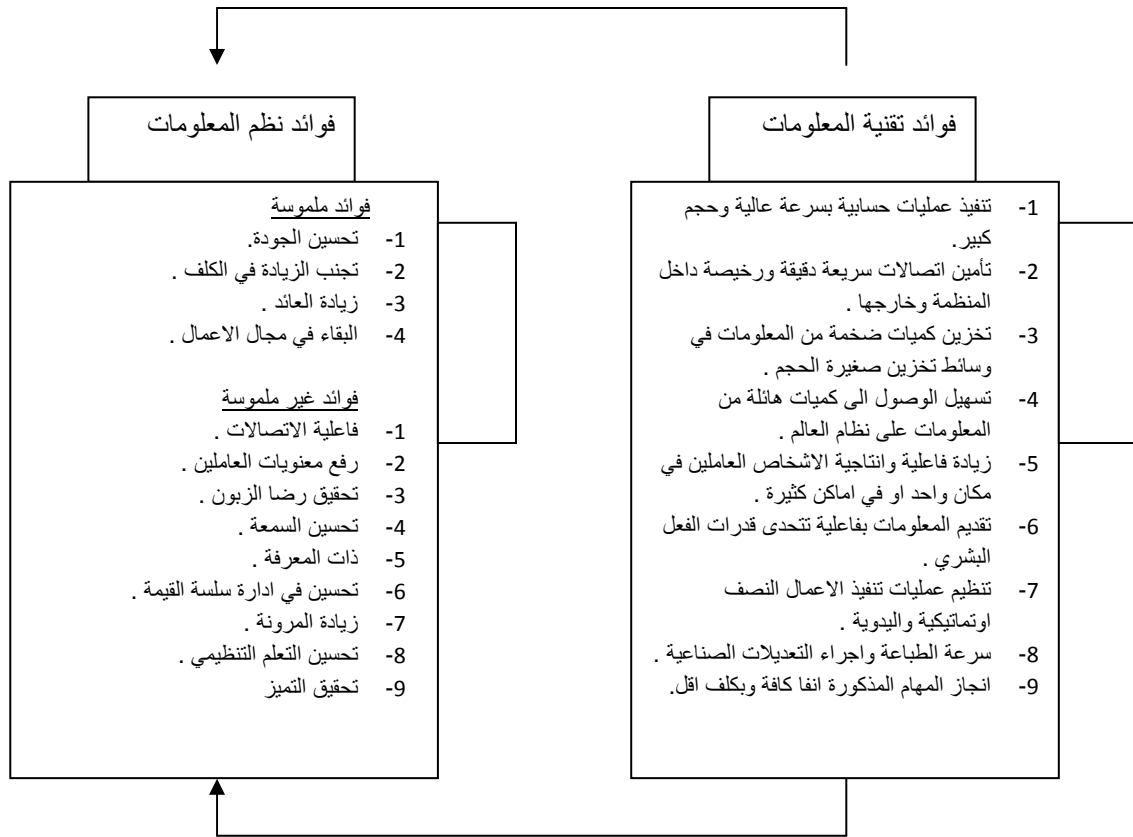 فوائد تقنية المعلومات
1- تنفيذ عمليات حسابية بسرعة عالية وحجم
كبير.
2- تأمين اتصالات سريعة دقيقة ورخيصة داخل
المنظمة وخارجها .
3- تخزين كميات ضخمة من المعلومات في
وسائط تخزين صغيرة الحجم .
4- تسهيل الوصول الى كميات هائلة من
المعلومات على نظام العالم .
5- زيادة فاعلية وانتاجية الاشخاص العاملين في
مكان واحد او في اماكن كثيرة .
6- تقديم المعلومات بفاعلية تتحدى قدرات الفعل
البشري .
7- تنظيم عمليات تنفيذ الاعمال النصف
اوتماتيكية واليدوية .
8- سرعة الطباعة واجراء التعديلات الصناعية .
9- انجاز المهام المذكورة انفا كافة وبكلف اقل.
فوائد نظم المعلومات
فوائد ملموسة
1- تحسين الجودة.
2- تجنب الزيادة في الكلف .
3- زيادة العائد .
4- البقاء في مجال الاعمال .
فوائد غير ملموسة
1- فاعلية الاتصالات .
2- رفع معنويات العاملين .
3- تحقيق رضا الزبون .
4- تحسين السمعة .
5- ذات المعرفة .
6- تحسين في ادارة سلسة القيمة .
7- زيادة المرونة .
8- تحسين التعلم التنظيمي .
9- تحقيق التميز